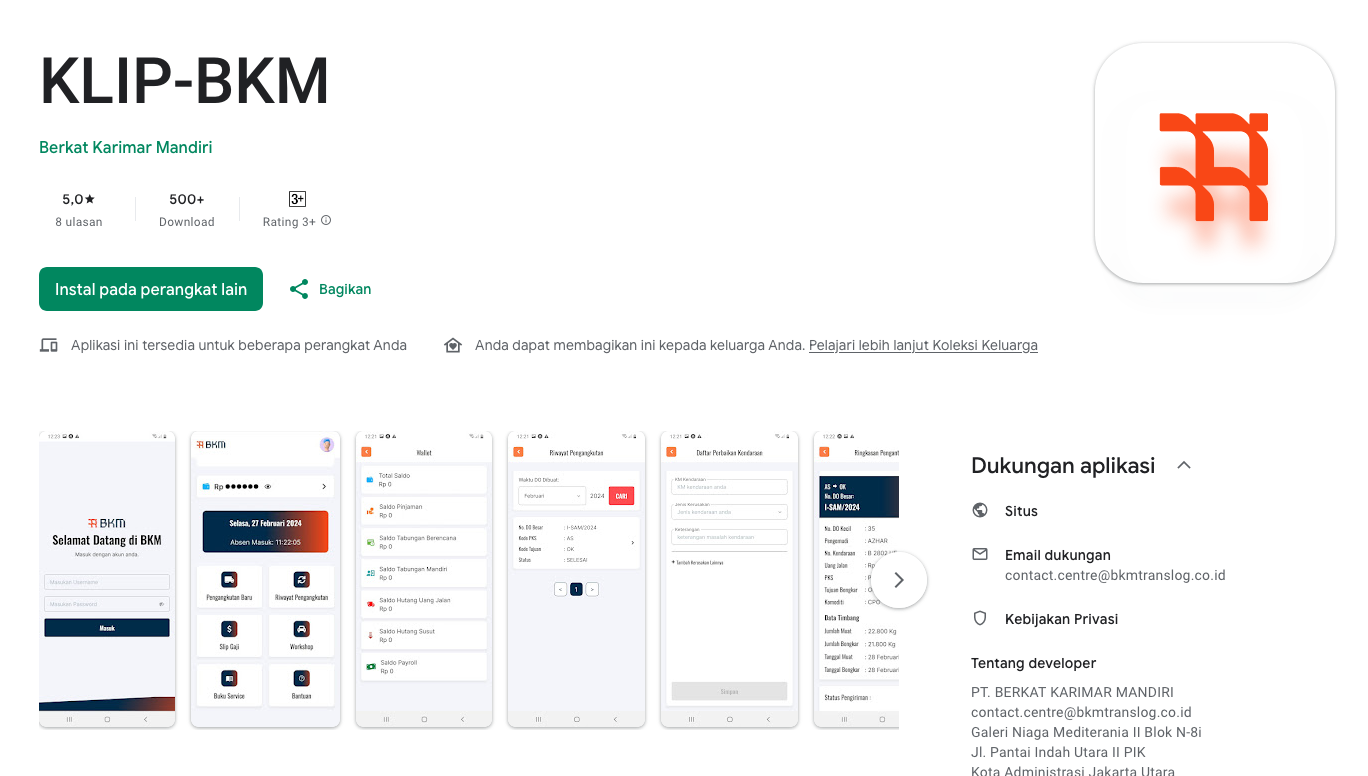 KLIP-BKM
Berkat Karimar Mandiri
5,0★
8 ulasan
500+
Download
3+
Rating 3+
Instal pada perangkat lain
Bagikan
Aplikasi ini tersedia untuk beberapa perangkat Anda
Anda dapat membagikan ini kepada keluarga Anda. Pelajari lebih lanjut Koleksi Keluarga
12:23
BKM
Selamat Datang di BKM
Masuk dengan akun anda.
Masukan Username
Masukan Password
Masuk
BKM
Rp ●●●●●●
Selasa, 27 Februari 2024
Absen Masuk: 11:22:05
Pengangkutan Baru
Riwayat Pengangkutan
Slip Gaji
Workshop
Buku Service
Bantuan
12:21
Wallet
Total Saldo
Rp 0
Saldo Pinjaman
Rp 0
Saldo Tabungan Berencana
Rp 0
Saldo Tabungan Mandiri
Rp 0
Saldo Hutang Uang Jalan
Rp 0
Saldo Hutang Susut
Rp 0
Saldo Payroll
Rp 0
12:21
Riwayat Pengangkutan
Waktu DO Dibuat:
Februari
2024
CARI
No. DO Besar : I-SAM/2024
Kode PKS : AS
Kode Tujuan : OK
Status : SELESAI
< 1 >
12:21
Daftar Perbaikan Kendaraan
KM Kendaraan
KM kendaraan anda
Jenis Kerusakan
Jenis kerusakan anda
Keterangan
keterangan masalah kendaraan
+ Tambah Kerusakan Lainnya
Simpan
12:22
Ringkasan Pengan
AS ➡ OK
No. DO Besar:
I-SAM/2024
No. DO Kecil : 35
Pengemudi : AZHAR
No. Kendaraan : B 2802
Uang Jalan : Rp
PKS : P
Tujuan Bongkar : O
Komoditi : CPO
Data Timbang
Jumlah Muat : 22.800 Kg
Jumlah Bongkar : 21.800 Kg
Tanggal Muat : 28 Februari
Tanggal Bongkar : 28 Februari
Status Pengiriman :
Dukungan aplikasi
Situs
Email dukungan
contact.centre@bkmtranslog.co.id
Kebijakan Privasi
Tentang developer
PT. BERKAT KARIMAR MANDIRI
contact.centre@bkmtranslog.co.id
Galeri Niaga Mediterania II Blok N-8i
Jl. Pantai Indah Utara II PIK
Kota Administrasi Jakarta Utara